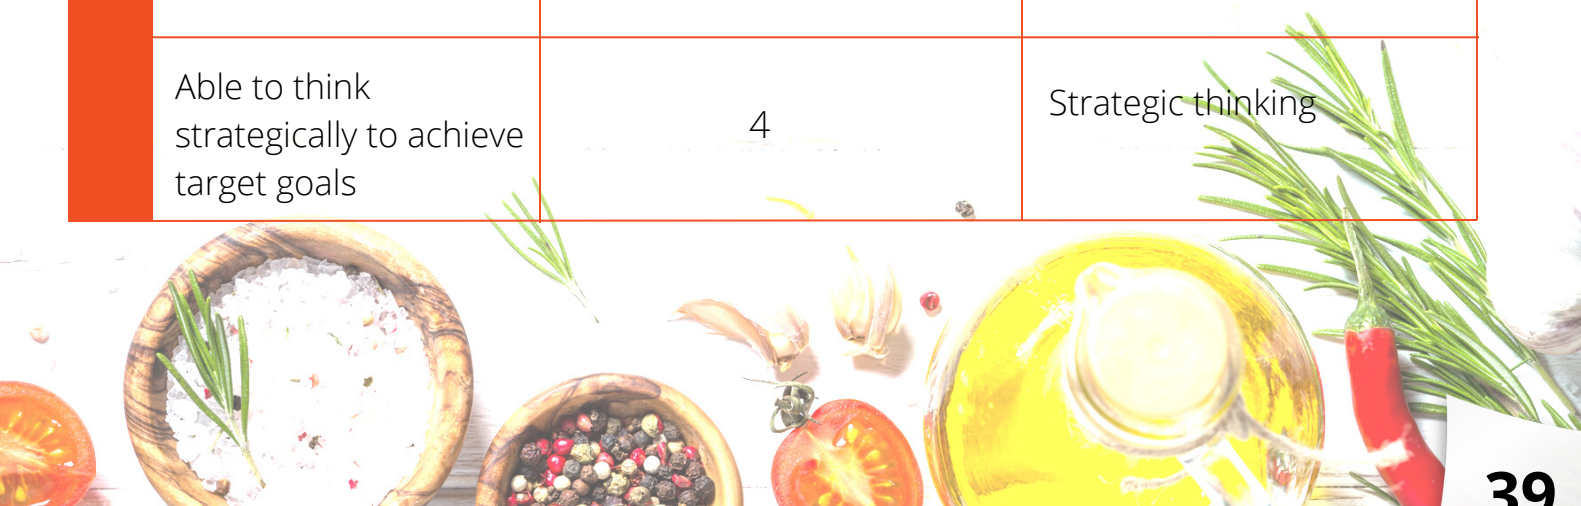 Able to think
strategically to achieve
target goals
4
Strategic thinking
39